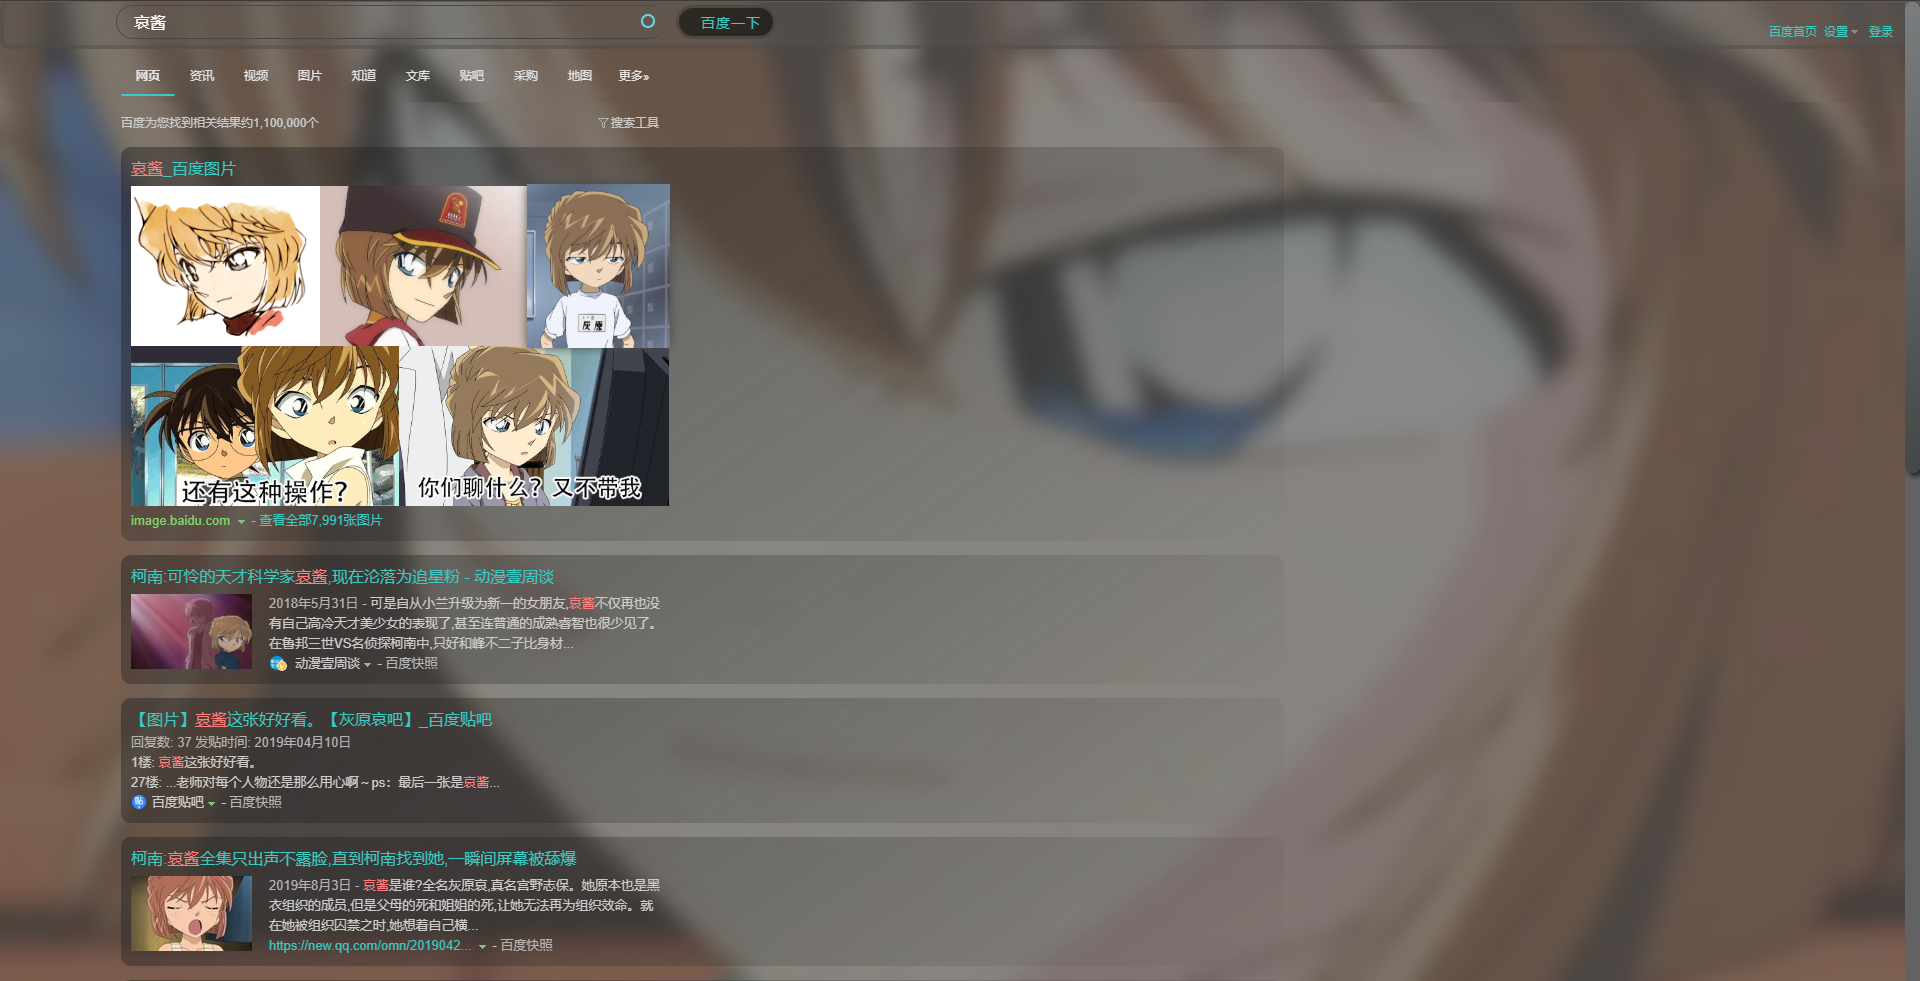 哀酱
百度一下
百度首页 设置 登录
网页 资讯 视频 图片 知道 文库 贴吧 采购 地图 更多»
百度为您找到相关结果约1,100,000个 搜索工具
哀酱_百度图片
灰原
还有这种操作?
你们聊什么?又不带我
image.baidu.com - 查看全部7,991张图片
柯南:可怜的天才科学家哀酱,现在沦落为追星粉 - 动漫壹周谈
2018年5月31日 - 可是自从小兰升级为新一的女朋友,哀酱不仅再也没
有自己高冷天才美少女的表现了,甚至连普通的成熟睿智也很少见了。
在鲁邦三世VS名侦探柯南中,只好和峰不二子比身材...
动漫壹周谈 - 百度快照
【图片】哀酱这张好好看。【灰原哀吧】_百度贴吧
回复数: 37 发贴时间: 2019年04月10日
1楼: 哀酱这张好好看。
27楼: ...老师对每个人物还是那么用心啊～ps：最后一张是哀酱...
贴 百度贴吧 - 百度快照
柯南:哀酱全集只出声不露脸,直到柯南找到她,一瞬间屏幕被舔爆
2019年8月3日 - 哀酱是谁?全名灰原哀,真名宫野志保。她原本也是黑
衣组织的成员,但是父母的死和姐姐的死,让她无法再为组织效命。就
在她被组织囚禁之时,她想着自己横...
https://new.qq.com/omn/2019042... - 百度快照